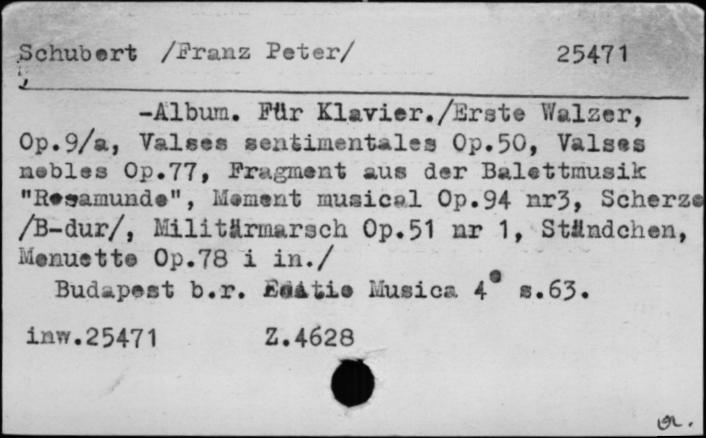 Schubert /Franz Peter/ 25471
-Album. Für Klavier./Erste Walzer,
Op.9/a, Valses sentimentales Op.50, Valses
nobles Op.77, Fragment aus der Balettmusik
"Rosamunde", Moment musical Op.94 nr3, Scherzo
/B-dur/, Militärmarsch Op.51 nr 1, Ständchen,
Menuette Op.78 i in./
Budapest b.r. Editio Musica 4° s.63.
inw.25471 Z.4628